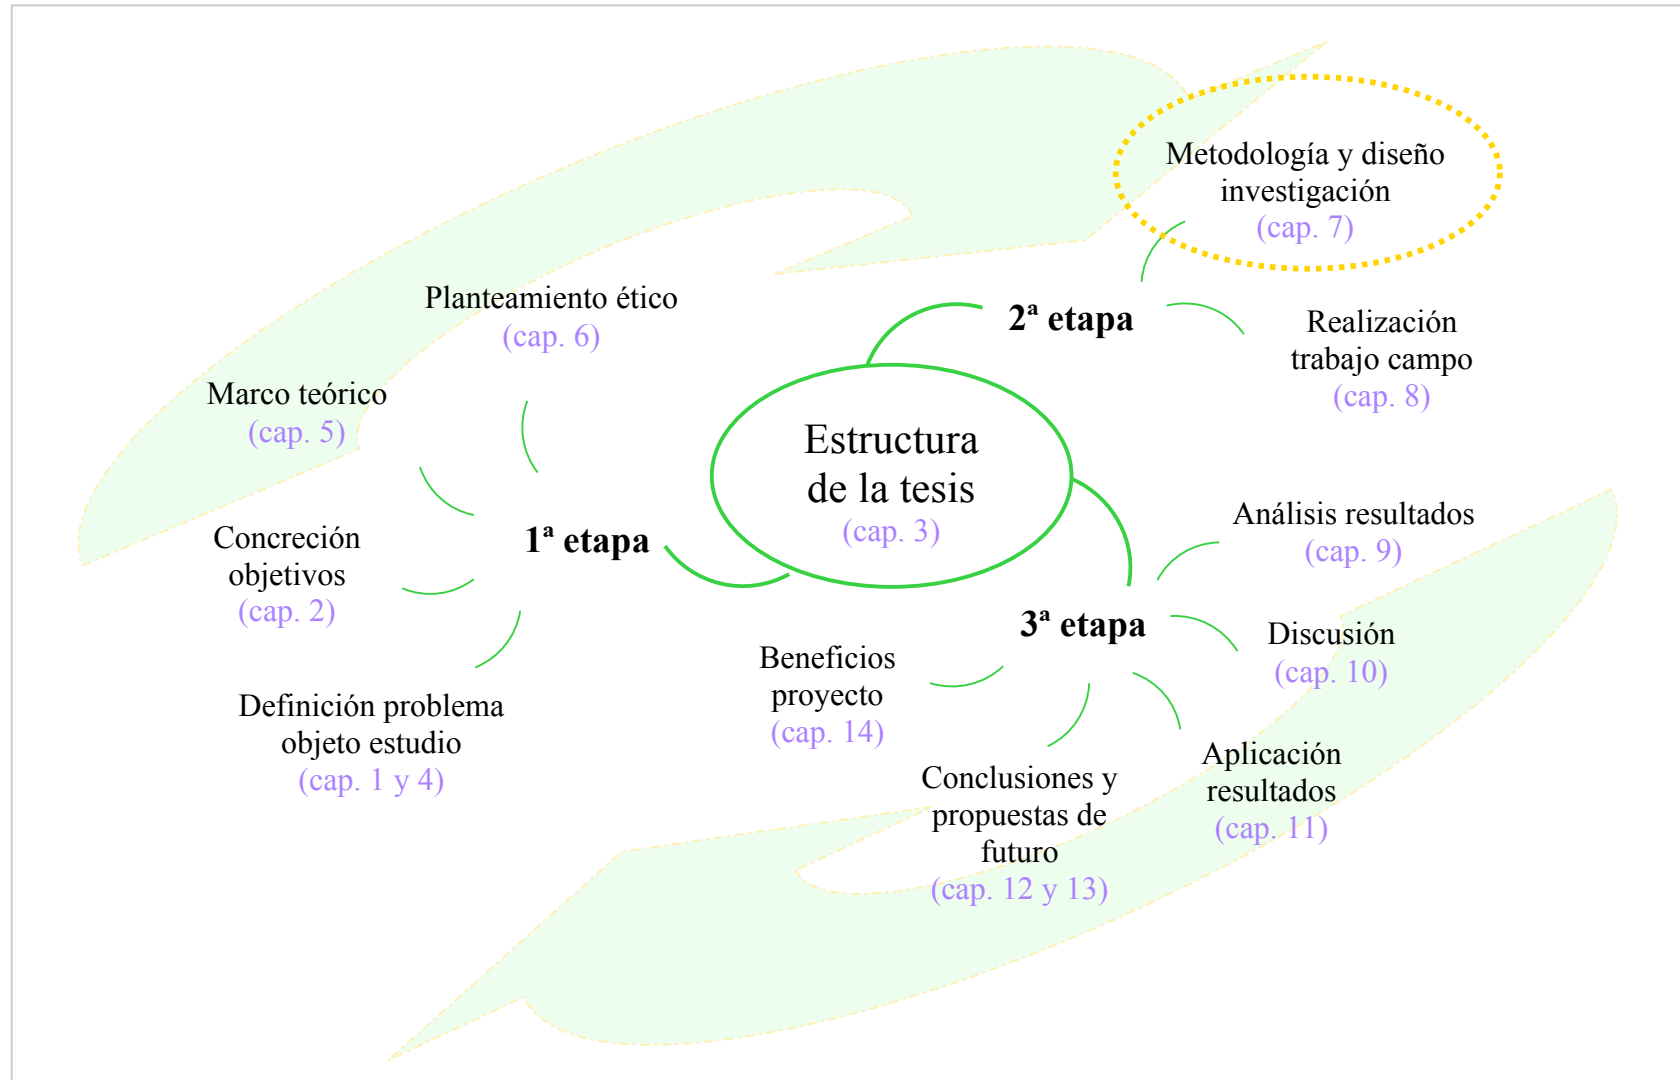 Metodología y diseño
investigación
(cap. 7)
Planteamiento ético
(cap. 6)
2ª etapa
Realización
trabajo campo
(cap. 8)
Marco teórico
(cap. 5)
Estructura
de la tesis
(cap. 3)
Concreción
objetivos
(cap. 2)
1ª etapa
Análisis resultados
(cap. 9)
3ª etapa
Discusión
(cap. 10)
Beneficios
proyecto
(cap. 14)
Definición problema
objeto estudio
(cap. 1 y 4)
Conclusiones y
propuestas de
futuro
(cap. 12 y 13)
Aplicación
resultados
(cap. 11)